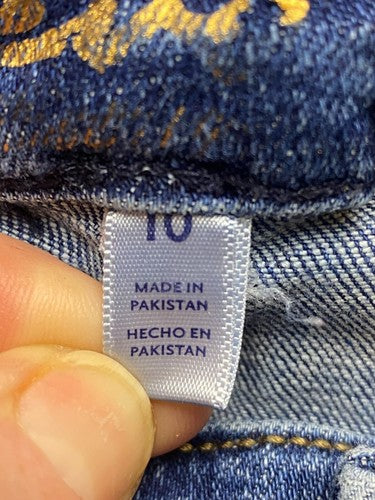 10
MADE IN
PAKISTAN
HECHO EN
PAKISTAN